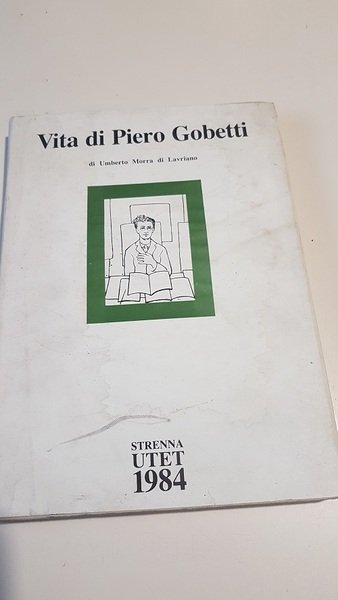 Vita di Piero Gobetti
di Umberto Morra di Lavriano
STRENNA
UTET
1984